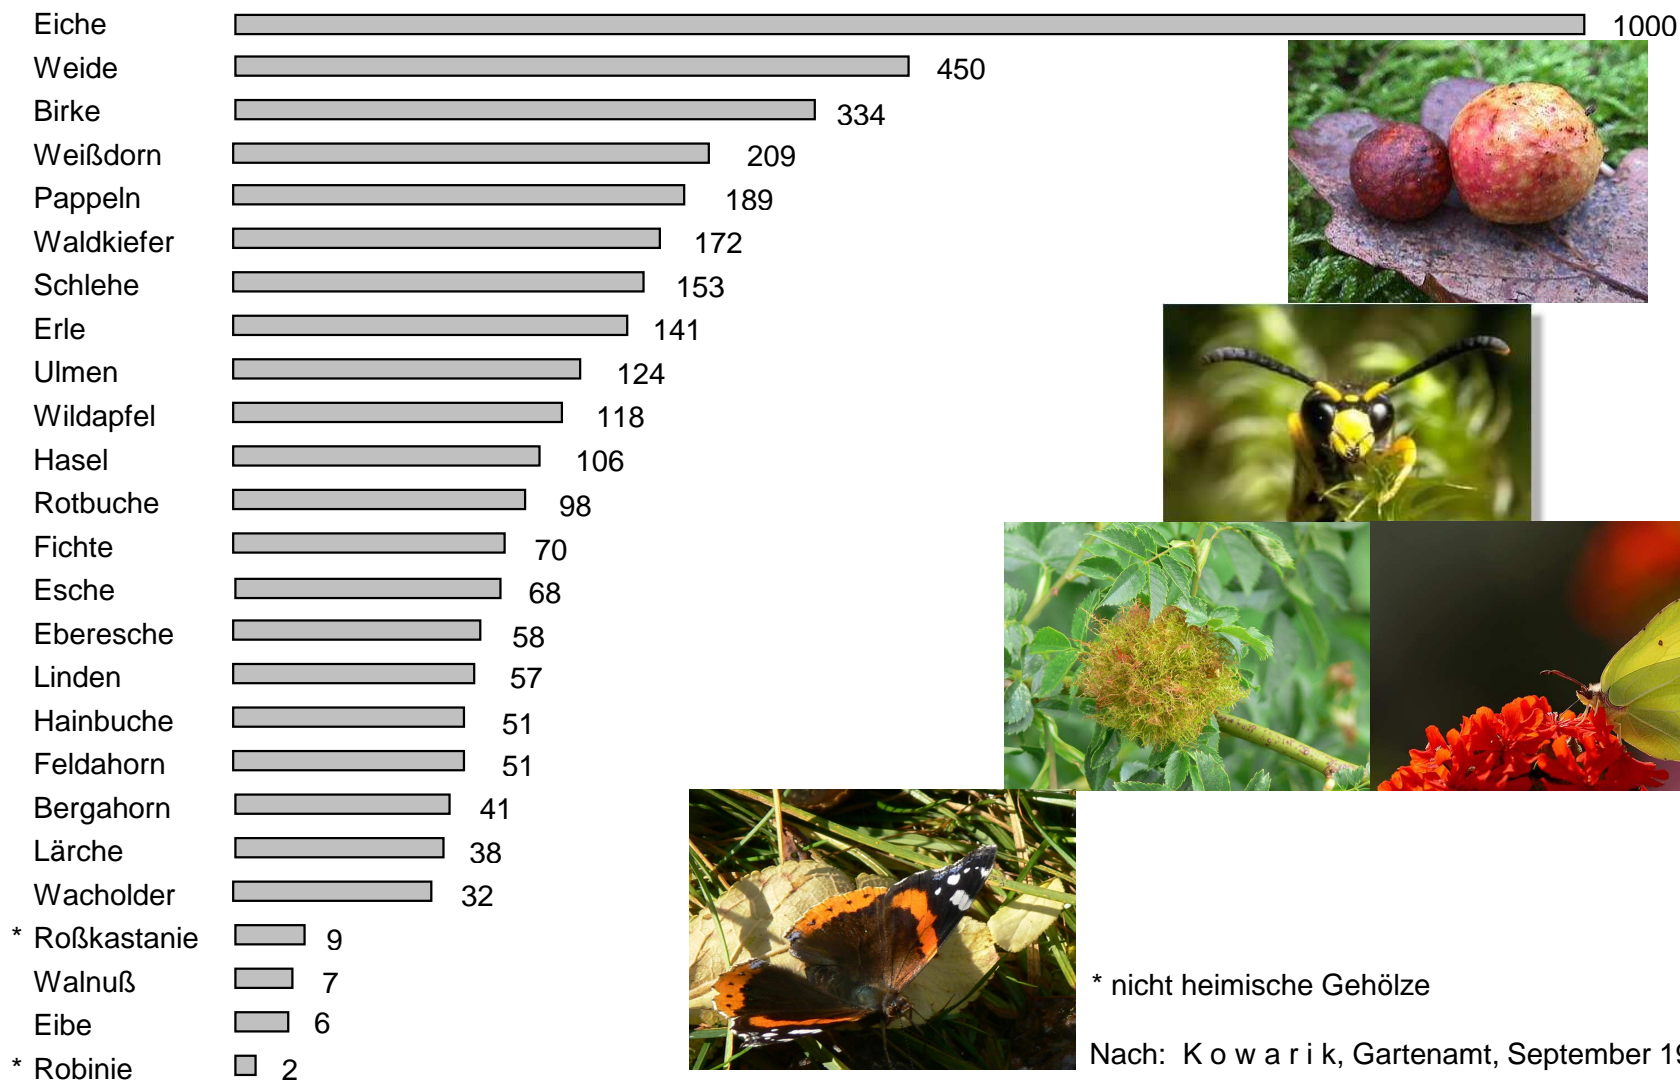 Eiche 1000
Weide 450
Birke 334
Weißdorn 209
Pappeln 189
Waldkiefer 172
Schlehe 153
Erle 141
Ulmen 124
Wildapfel 118
Hasel 106
Rotbuche 98
Fichte 70
Esche 68
Eberesche 58
Linden 57
Hainbuche 51
Feldahorn 51
Bergahorn 41
Lärche 38
Wacholder 32
* Roßkastanie 9
Walnuß 7
Eibe 6
* Robinie 2
* nicht heimische Gehölze
Nach: K o w a r i k, Gartenamt, September